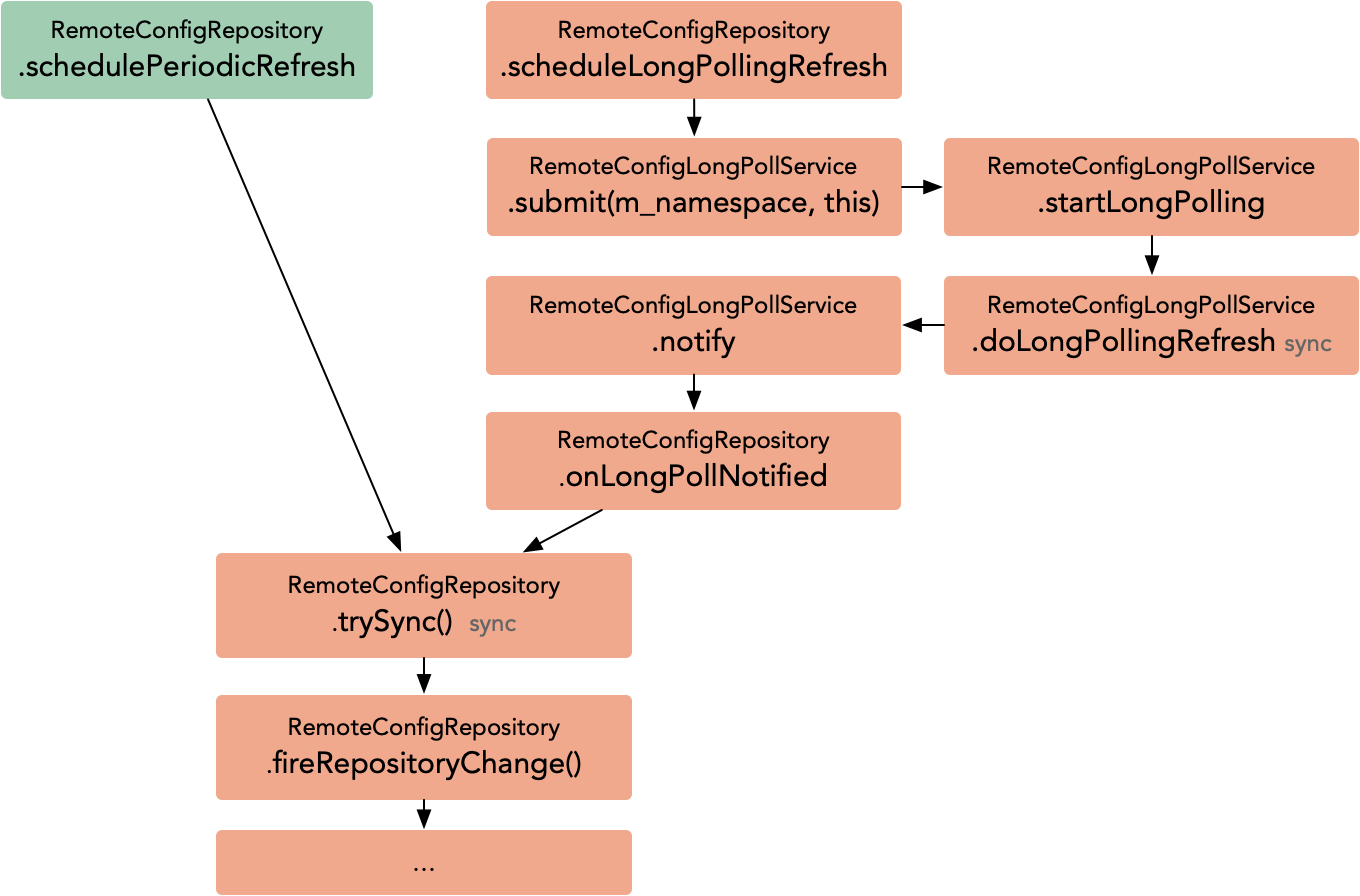 RemoteConfigRepository
.schedulePeriodicRefresh
RemoteConfigRepository
.scheduleLongPollingRefresh
RemoteConfigLongPollService
.submit(m_namespace, this)
RemoteConfigLongPollService
.startLongPolling
RemoteConfigLongPollService
.doLongPollingRefresh sync
RemoteConfigLongPollService
.notify
RemoteConfigRepository
.onLongPollNotified
RemoteConfigRepository
.trySync() sync
RemoteConfigRepository
.fireRepositoryChange()
...